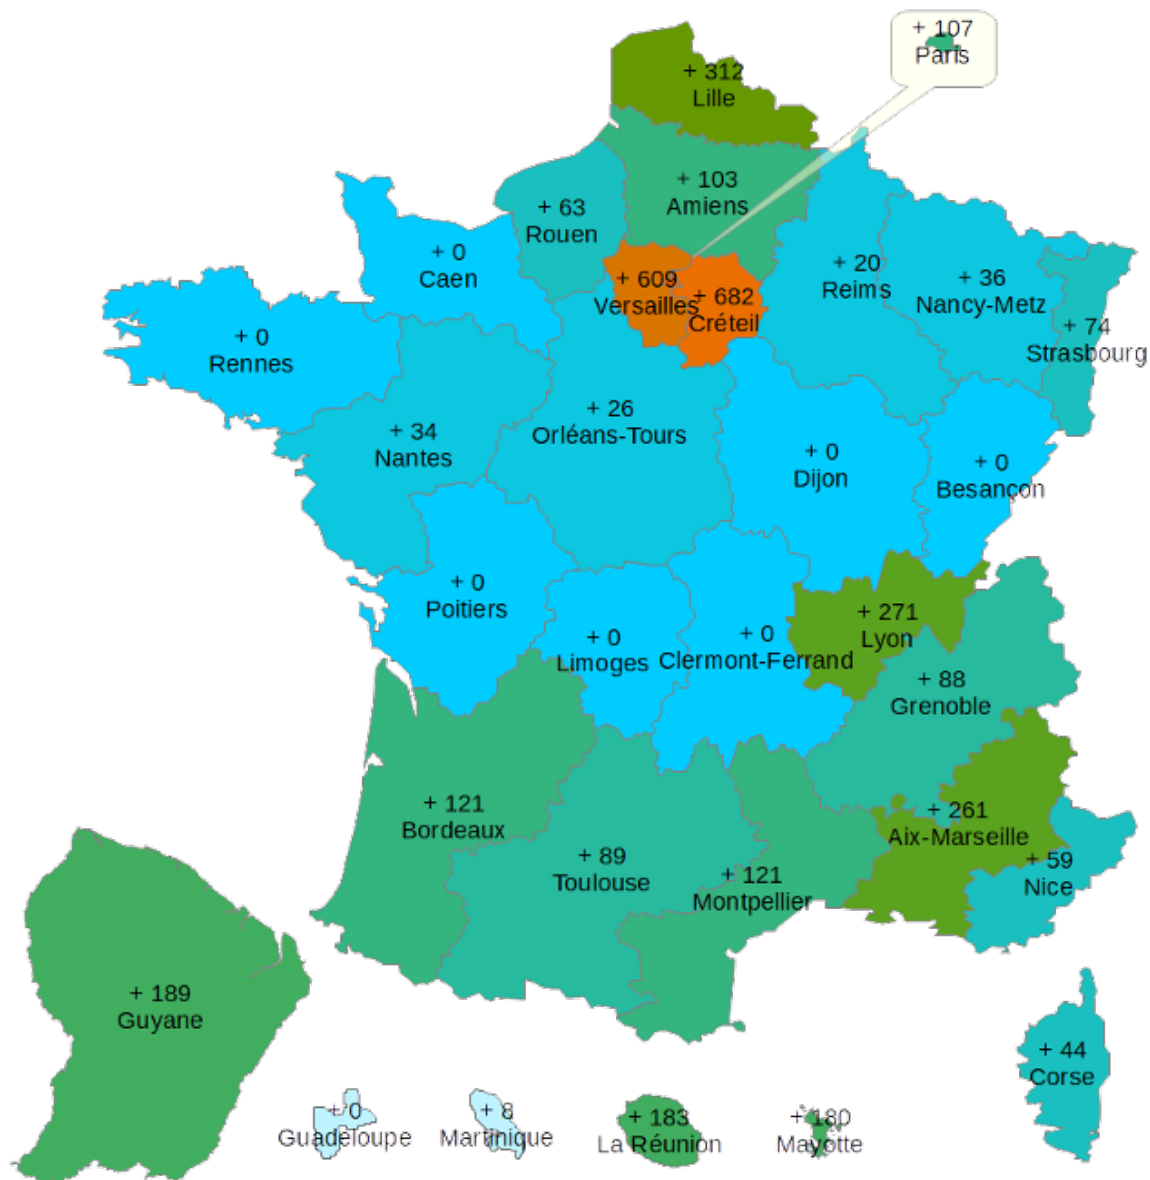 + 107
Paris
+ 312
Lille
+ 103
Amiens
+ 63
Rouen
+ 0
Caen
+ 609
Versailles
+ 682
Créteil
+ 20
Reims
+ 36
Nancy-Metz
+ 74
Strasbourg
+ 0
Rennes
+ 34
Nantes
+ 26
Orléans-Tours
+ 0
Dijon
+ 0
Besançon
+ 0
Poitiers
+ 0
Limoges
+ 0
Clermont-Ferrand
+ 271
Lyon
+ 88
Grenoble
+ 121
Bordeaux
+ 89
Toulouse
+ 121
Montpellier
+ 261
Aix-Marseille
+ 59
Nice
+ 189
Guyane
+ 44
Corse
+ 0
Guadeloupe
+ 8
Martinique
+ 183
La Réunion
+ 180
Mayotte